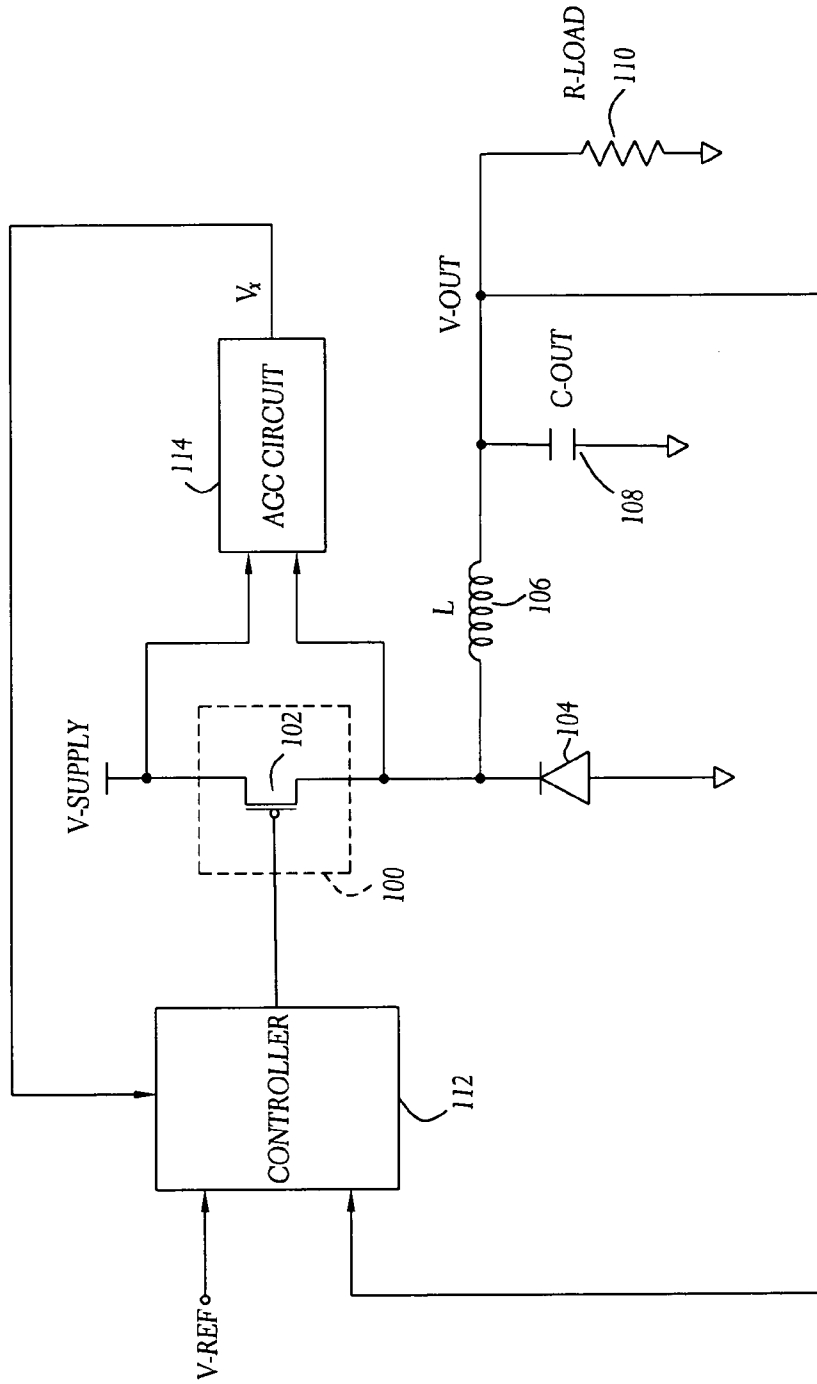 V-SUPPLY
Vx
114
AGC CIRCUIT
102
100
CONTROLLER
112
V-REF
L
106
V-OUT
C-OUT
108
R-LOAD
110
104